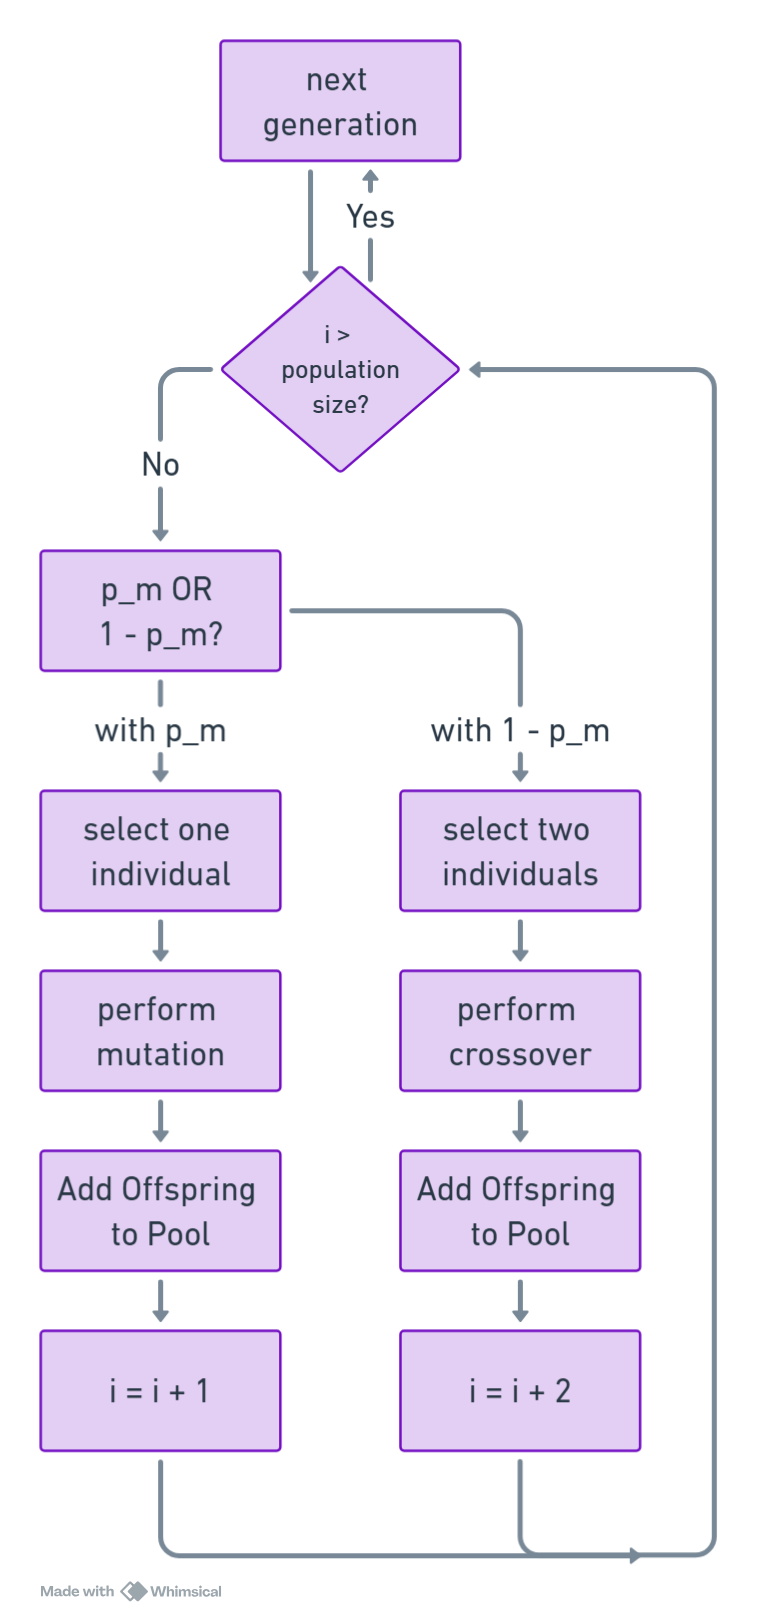 next
generation
Yes
i >
population
size?
No
p_m OR
1 - p_m?
with p_m
with 1 - p_m
select one
individual
select two
individuals
perform
mutation
perform
crossover
Add Offspring
to Pool
Add Offspring
to Pool
i = i + 1
i = i + 2
Made with Whimsical